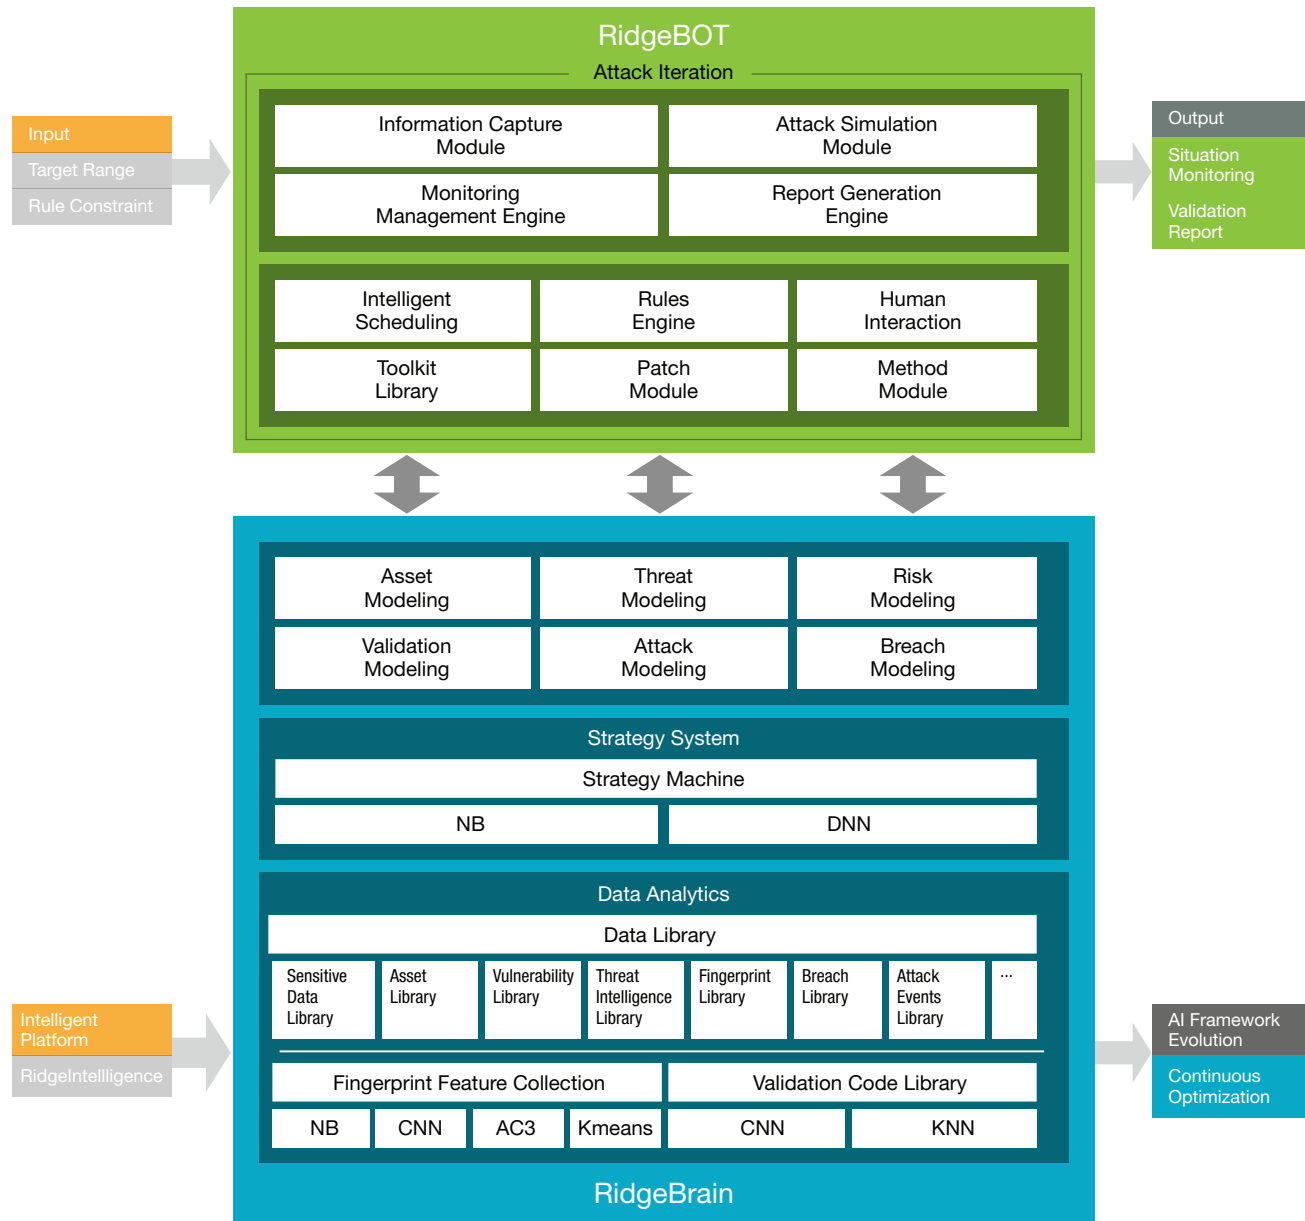 RidgeBOT
Attack Iteration
Input
Target Range
Rule Constraint
Information Capture
Module
Attack Simulation
Module
Monitoring
Management Engine
Report Generation
Engine
Output
Situation
Monitoring
Validation
Report
Intelligent
Scheduling
Rules
Engine
Human
Interaction
Toolkit
Library
Patch
Module
Method
Module
Asset
Modeling
Threat
Modeling
Risk
Modeling
Validation
Modeling
Attack
Modeling
Breach
Modeling
Strategy System
Strategy Machine
NB
DNN
Data Analytics
Data Library
Sensitive
Data
Library
Asset
Library
Vulnerability
Library
Threat
Intelligence
Library
Fingerprint
Library
Breach
Library
Attack
Events
Library
...
Intelligent
Platform
RidgeIntellligence
Fingerprint Feature Collection
Validation Code Library
NB
CNN
AC3
Kmeans
CNN
KNN
AI Framework
Evolution
Continuous
Optimization
RidgeBrain